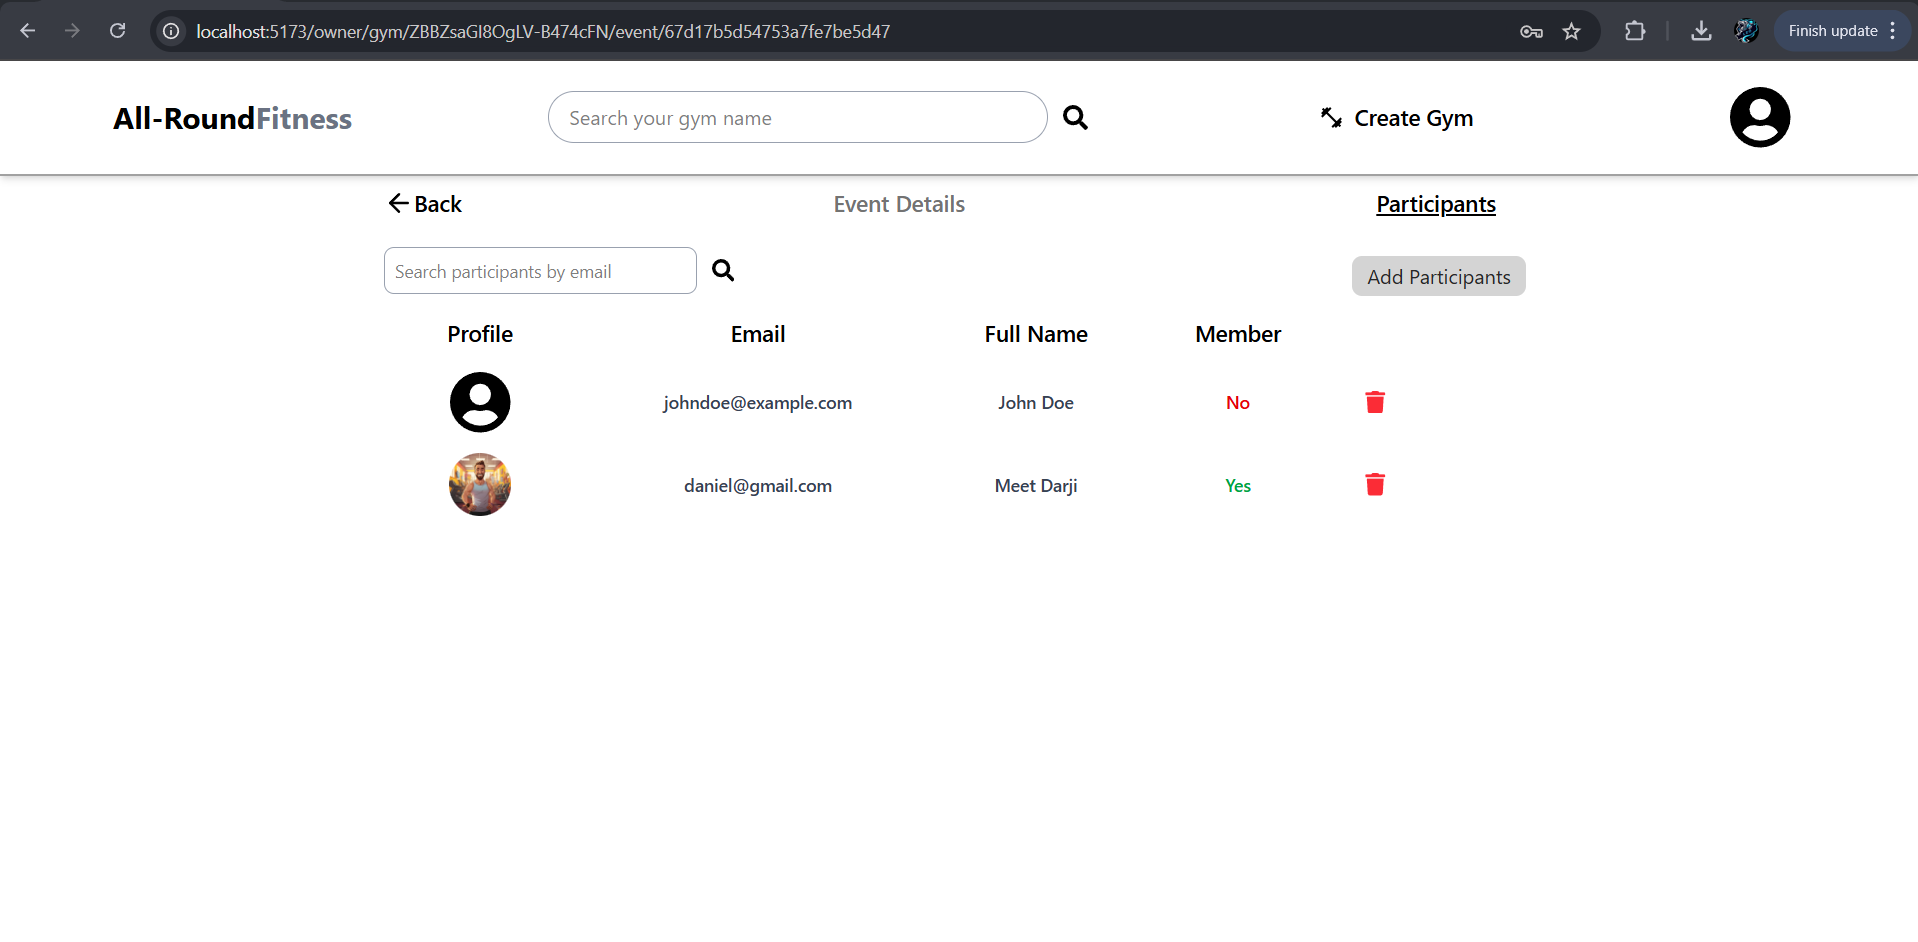 localhost:5173/owner/gym/ZBBZsaGI8OgLV-B474cFN/event/67d17b5d54753a7fe7be5d47
Finish update
All-RoundFitness
Search your gym name
Create Gym
Back
Event Details
Participants
Search participants by email
Add Participants
Profile Email Full Name Member
johndoe@example.com John Doe No
daniel@gmail.com Meet Darji Yes